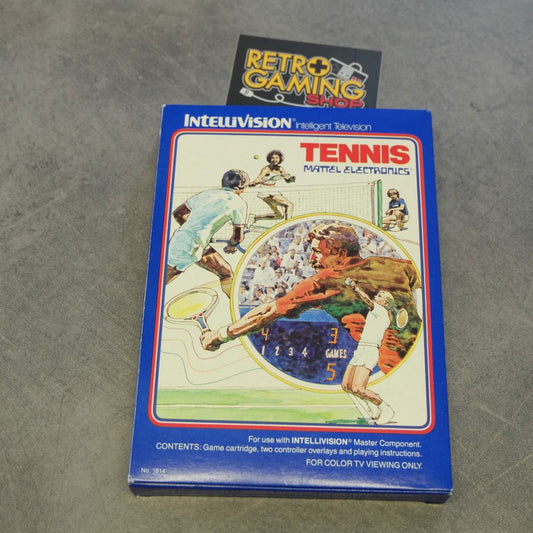 RETRO
GAMING
SHOP
INTELLIVISION® Intelligent Television
TENNIS
MATTEL ELECTRONICS
4 3
1 2 3 4 GAMES
5
For use with INTELLIVISION® Master Component.
CONTENTS: Game cartridge, two controller overlays and playing instructions.
FOR COLOR TV VIEWING ONLY.
No. 1814